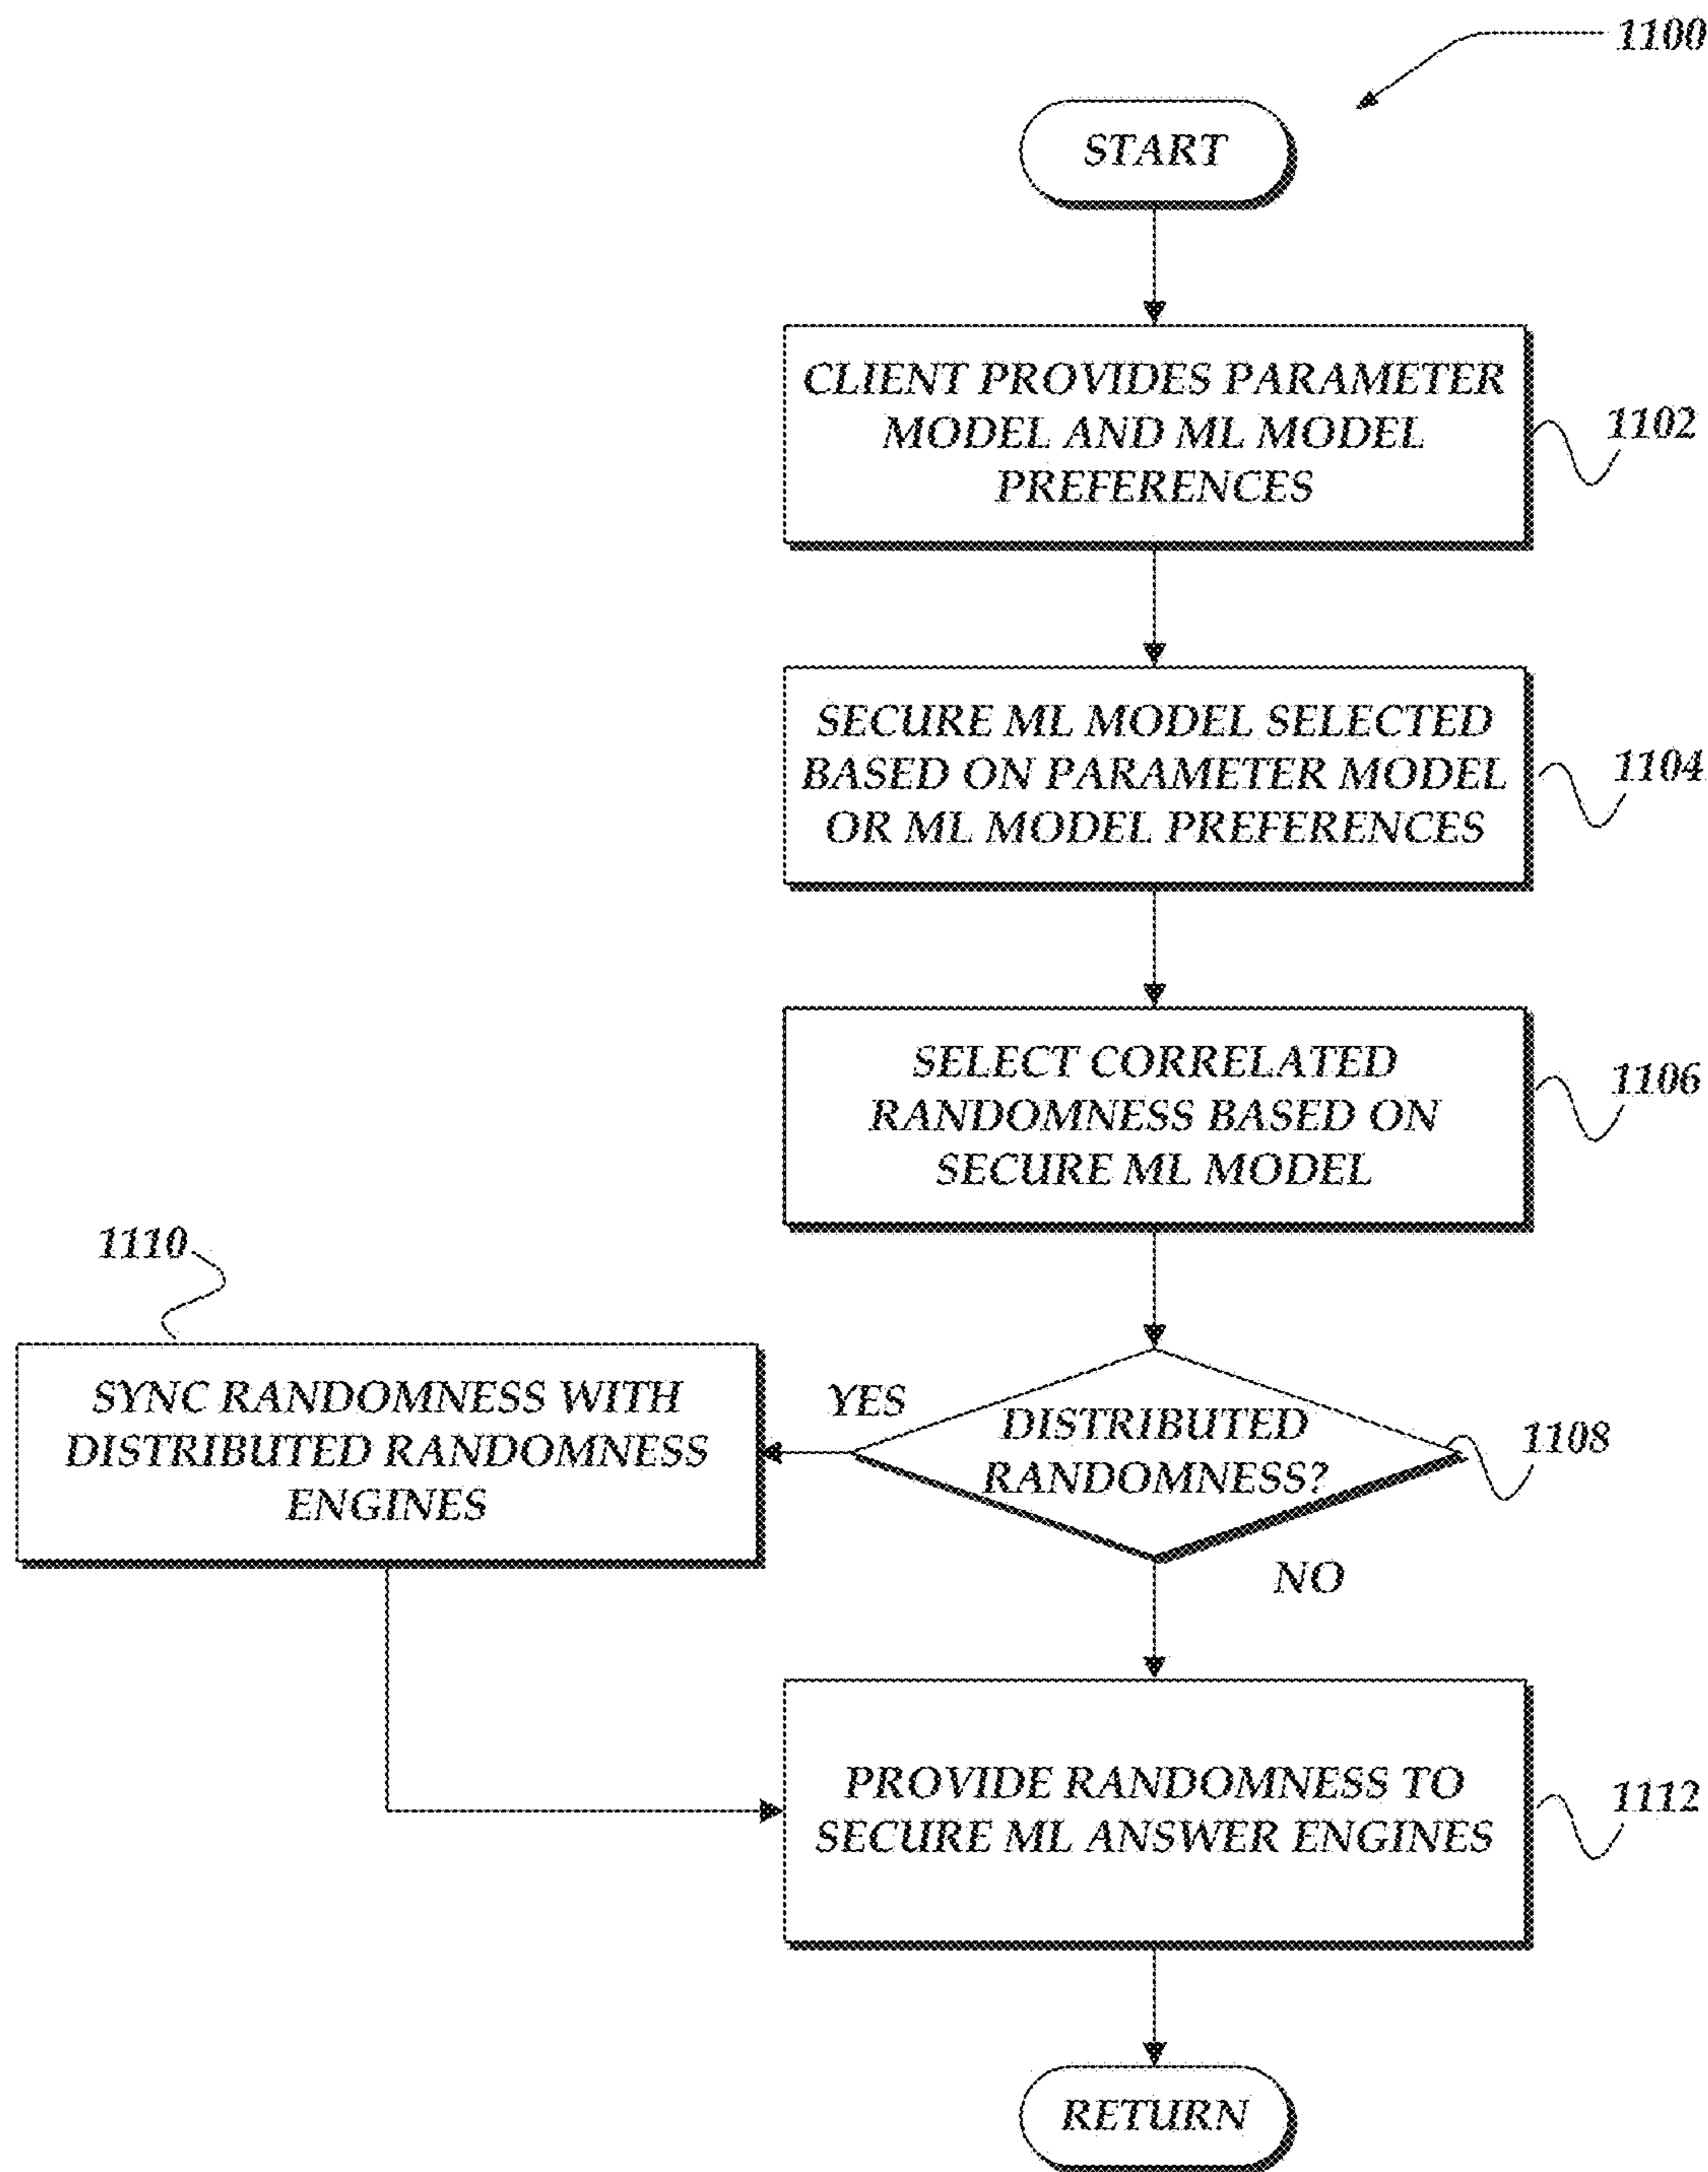 1100
START
CLIENT PROVIDES PARAMETER
MODEL AND ML MODEL
PREFERENCES
1102
SECURE ML MODEL SELECTED
BASED ON PARAMETER MODEL
OR ML MODEL PREFERENCES
1104
SELECT CORRELATED
RANDOMNESS BASED ON
SECURE ML MODEL
1106
1110
SYNC RANDOMNESS WITH
DISTRIBUTED RANDOMNESS
ENGINES
YES
DISTRIBUTED
RANDOMNESS?
1108
NO
PROVIDE RANDOMNESS TO
SECURE ML ANSWER ENGINES
1112
RETURN